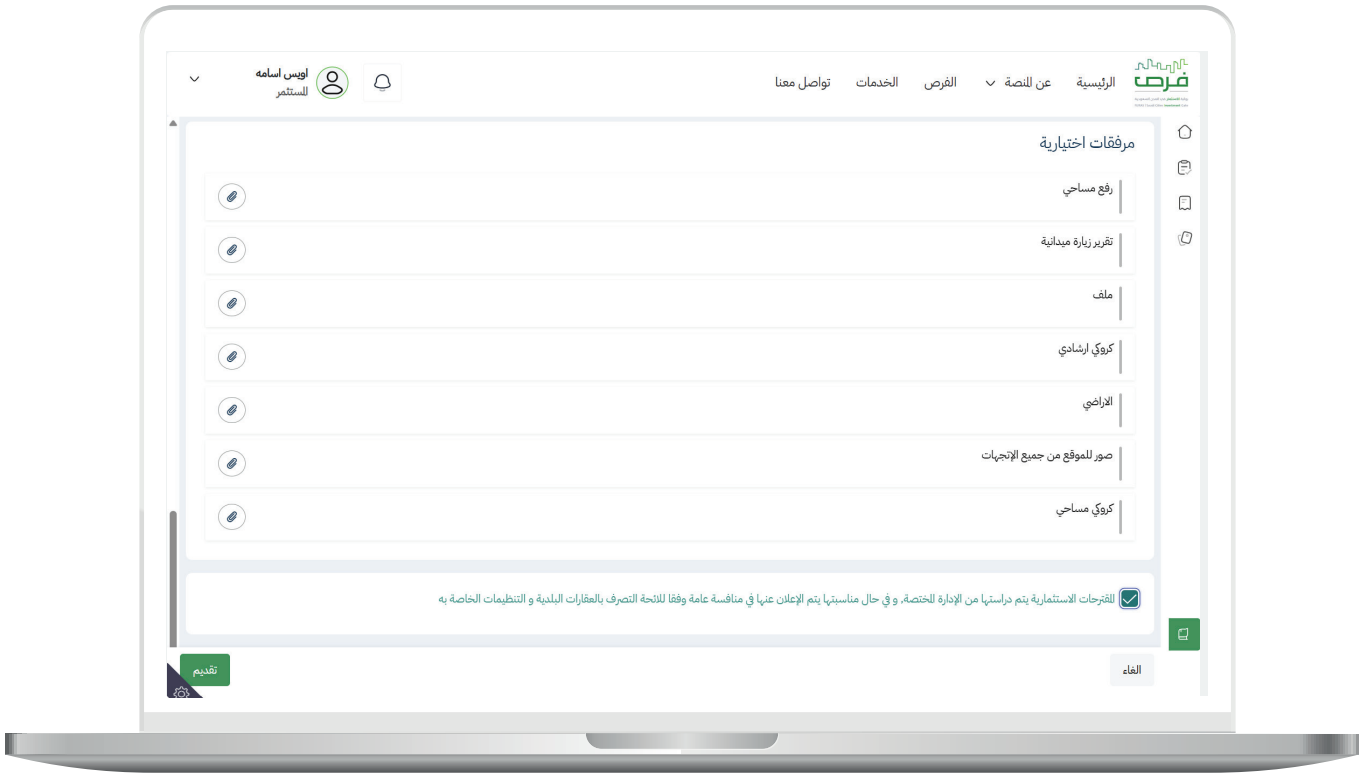 فرص
الرئيسية
عن المنصة
الفرص
الخدمات
تواصل معنا
اويس اسامه
المستثمر
مرفقات اختيارية
رفع مساحي
تقرير زيارة ميدانية
ملف
كروكي ارشادي
الاراضي
صور للموقع من جميع الإتجهات
كروكي مساحي
المقترحات الاستثمارية يتم دراستها من الإدارة المختصة, و في حال مناسبتها يتم الإعلان عنها في منافسة عامة وفقا للائحة التصرف بالعقارات البلدية و التنظيمات الخاصة به
الغاء
تقديم